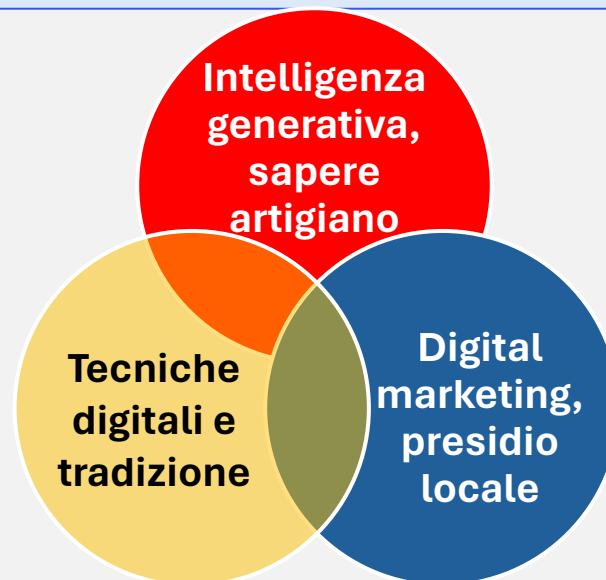 Intelligenza
generativa,
sapere
artigiano
Tecniche
digitali e
tradizione
Digital
marketing,
presidio
locale